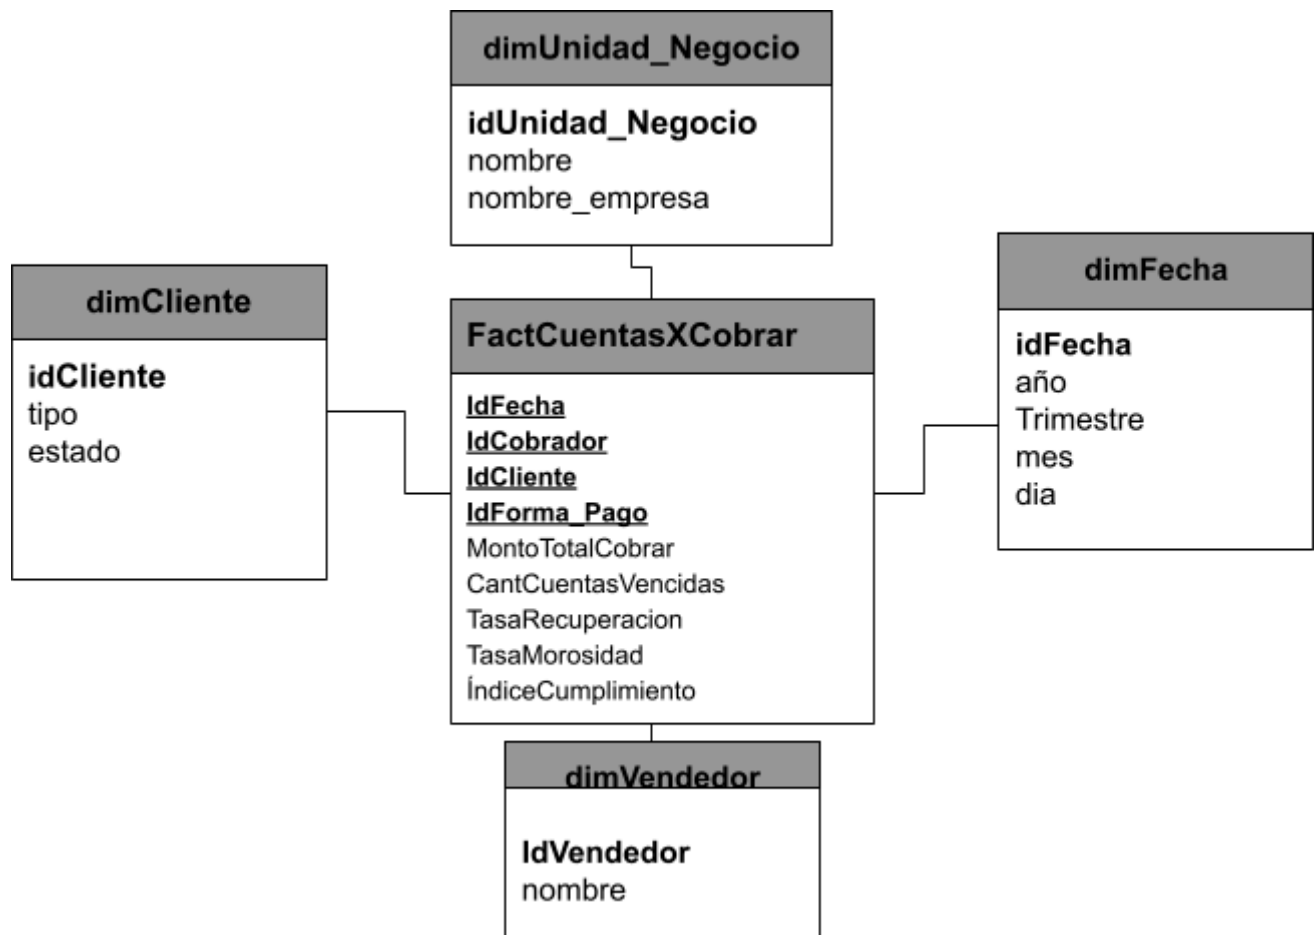 dimUnidad_Negocio
idUnidad_Negocio
nombre
nombre_empresa
dimCliente
idCliente
tipo
estado
FactCuentasXCobrar
IdFecha
IdCobrador
IdCliente
IdForma_Pago
MontoTotalCobrar
CantCuentasVencidas
TasaRecuperacion
TasaMorosidad
ÍndiceCumplimiento
dimFecha
idFecha
año
Trimestre
mes
dia
dimVendedor
IdVendedor
nombre